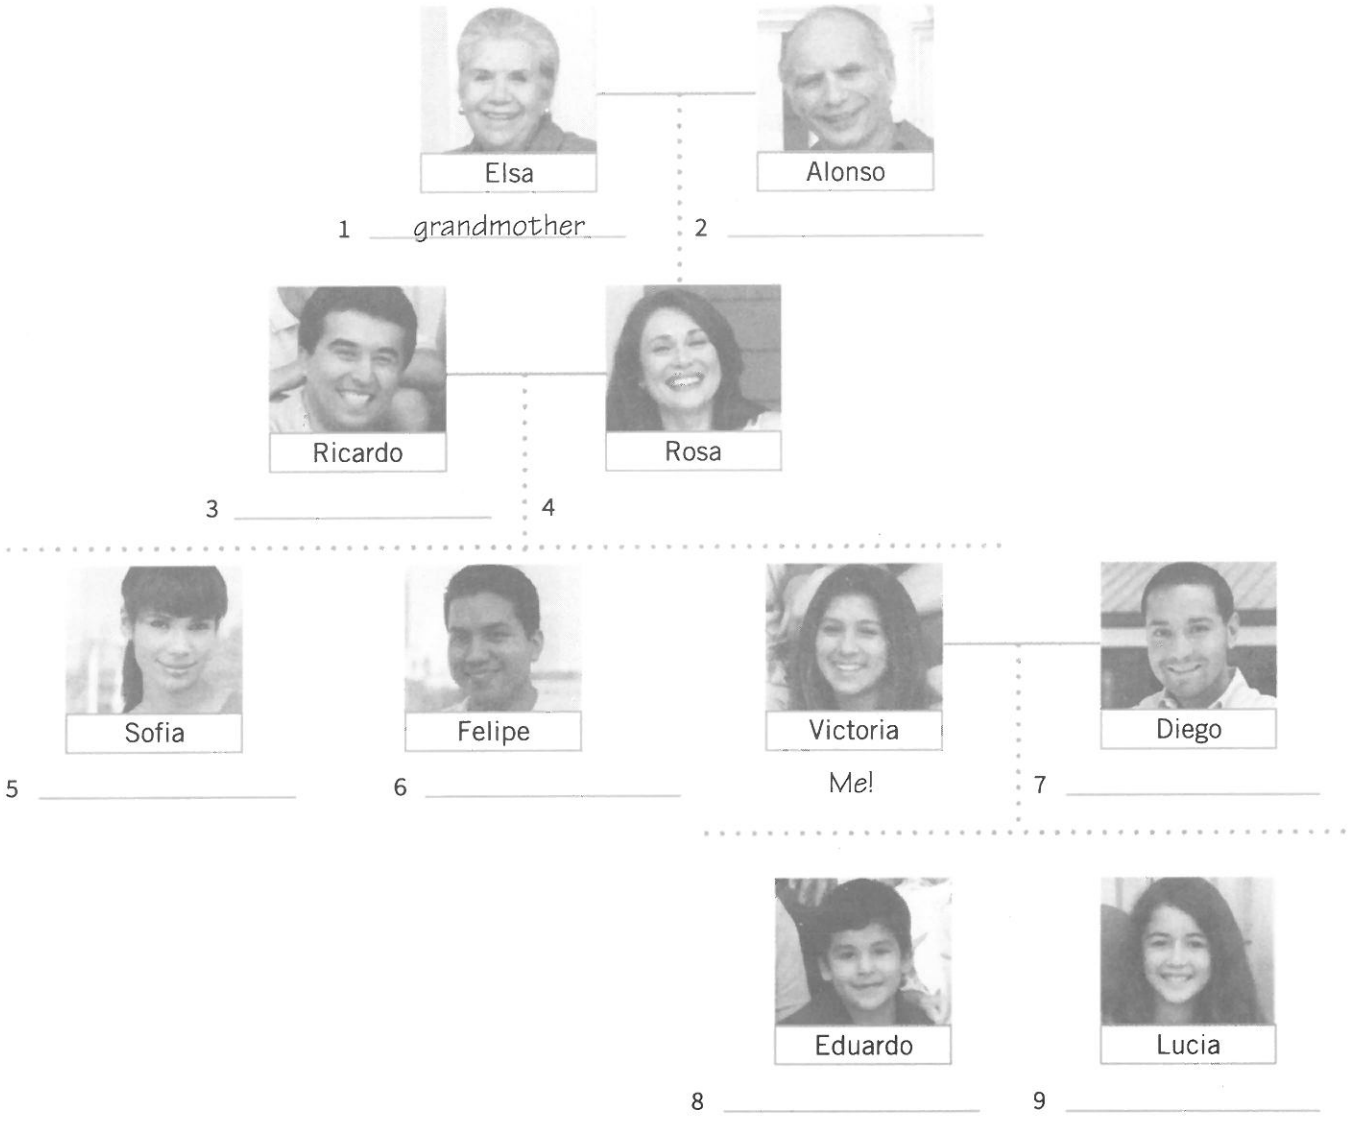 Elsa
Alonso
1 grandmother
2
Ricardo
Rosa
3
4
Sofia
Felipe
Victoria
Diego
5
6
Me!
7
Eduardo
Lucia
8
9